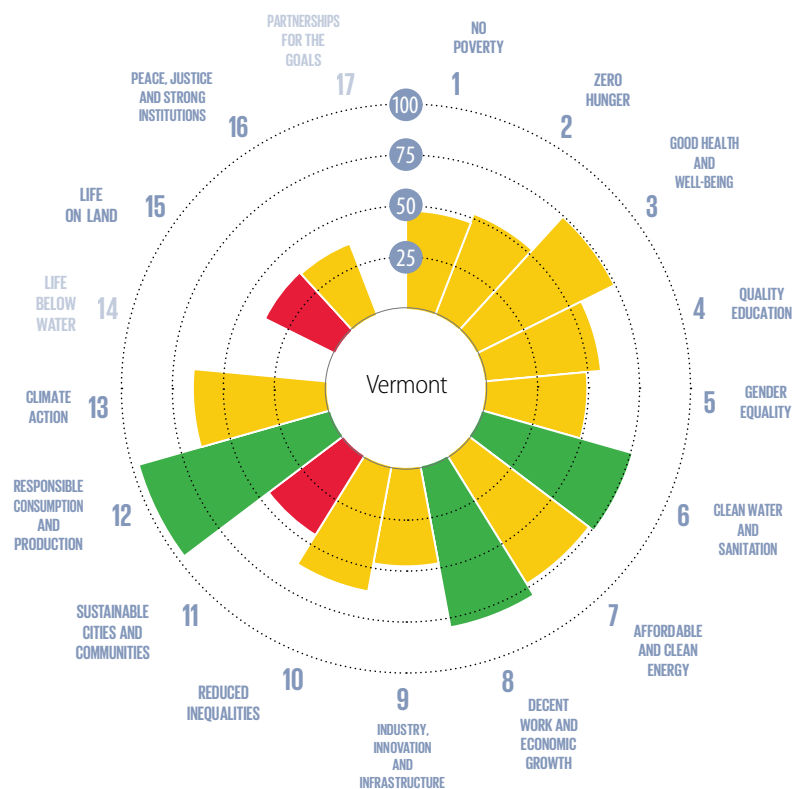 NO
POVERTY
1
ZERO
HUNGER
2
GOOD HEALTH
AND
WELL-BEING
3
QUALITY
EDUCATION
4
GENDER
EQUALITY
5
CLEAN WATER
AND
SANITATION
6
AFFORDABLE
AND CLEAN
ENERGY
7
DECENT
WORK AND
ECONOMIC
GROWTH
8
INDUSTRY,
INNOVATION
AND
INFRASTRUCTURE
9
REDUCED
INEQUALITIES
10
SUSTAINABLE
CITIES AND
COMMUNITIES
11
RESPONSIBLE
CONSUMPTION
AND
PRODUCTION
12
CLIMATE
ACTION
13
LIFE
BELOW
WATER
14
LIFE
ON LAND
15
PEACE, JUSTICE
AND STRONG
INSTITUTIONS
16
PARTNERSHIPS
FOR THE
GOALS
17
100
75
50
25
Vermont